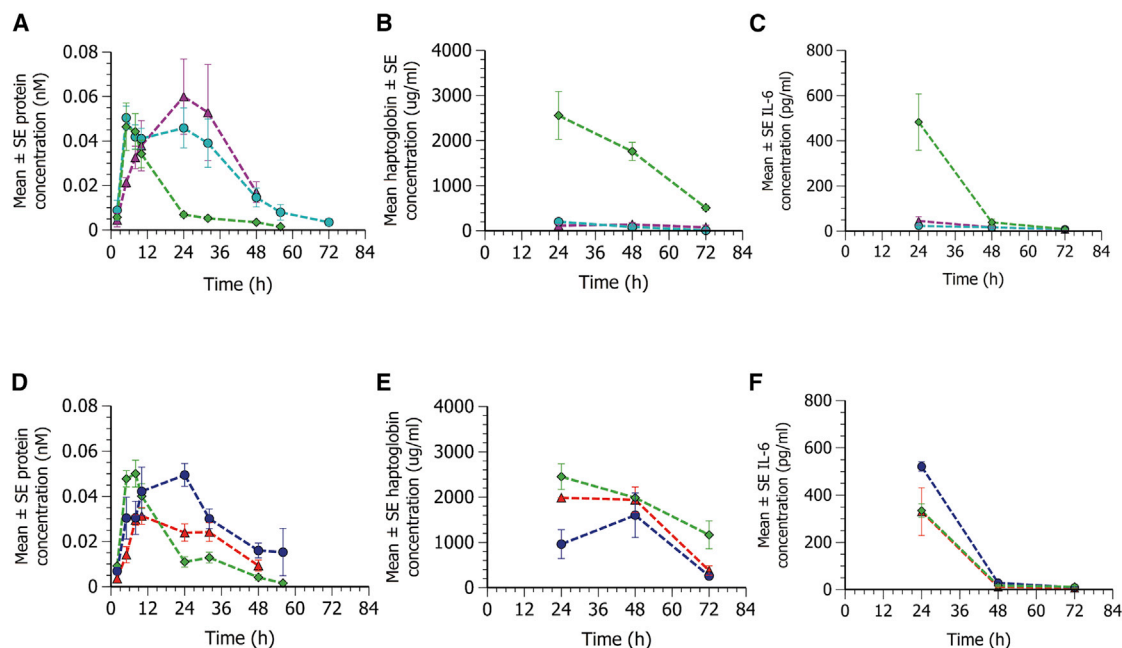 A
Mean ± SE protein
concentration (nM)
0.08
0.06
0.04
0.02
0
0 12 24 36 48 60 72 84
Time (h)
B
Mean haptoglobin ± SE
concentration (ug/ml)
4000
3000
2000
1000
0
0 12 24 36 48 60 72 84
Time (h)
C
Mean ± SE IL-6
concentration (pg/ml)
800
600
400
200
0
0 12 24 36 48 60 72 84
Time (h)
D
Mean ± SE protein
concentration (nM)
0.08
0.06
0.04
0.02
0
0 12 24 36 48 60 72 84
Time (h)
E
Mean ± SE haptoglobin
concentration (ug/ml)
4000
3000
2000
1000
0
0 12 24 36 48 60 72 84
Time (h)
F
Mean ± SE IL-6
concentration (pg/ml)
800
600
400
200
0
0 12 24 36 48 60 72 84
Time (h)